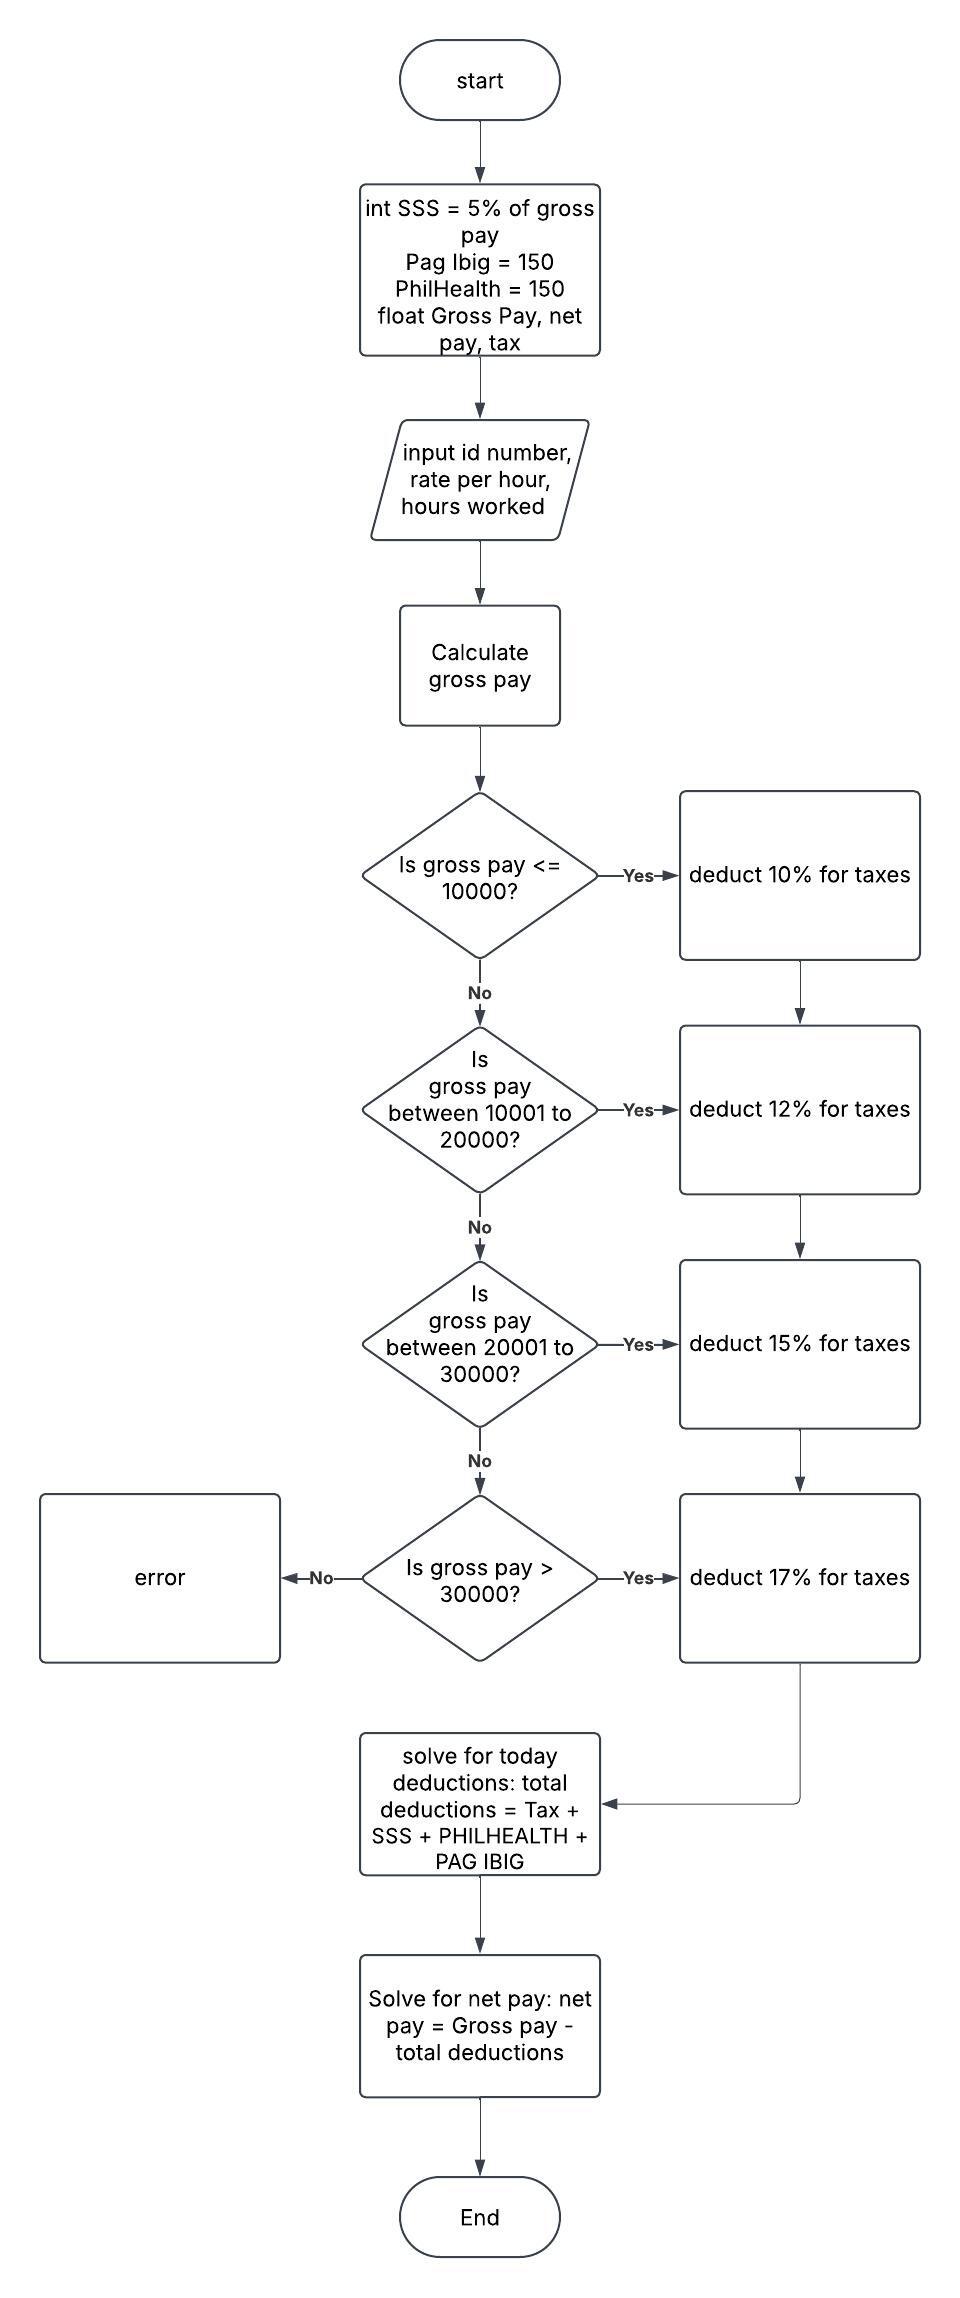 start
int SSS = 5% of gross
pay
Pag Ibig = 150
PhilHealth = 150
float Gross Pay, net
pay, tax
input id number,
rate per hour,
hours worked
Calculate
gross pay
Is gross pay <=
10000?
Yes
deduct 10% for taxes
No
Is
gross pay
between 10001 to
20000?
Yes
deduct 12% for taxes
No
Is
gross pay
between 20001 to
30000?
Yes
deduct 15% for taxes
No
error
No
Is gross pay >
30000?
Yes
deduct 17% for taxes
solve for today
deductions: total
deductions = Tax +
SSS + PHILHEALTH +
PAG IBIG
Solve for net pay: net
pay = Gross pay -
total deductions
End